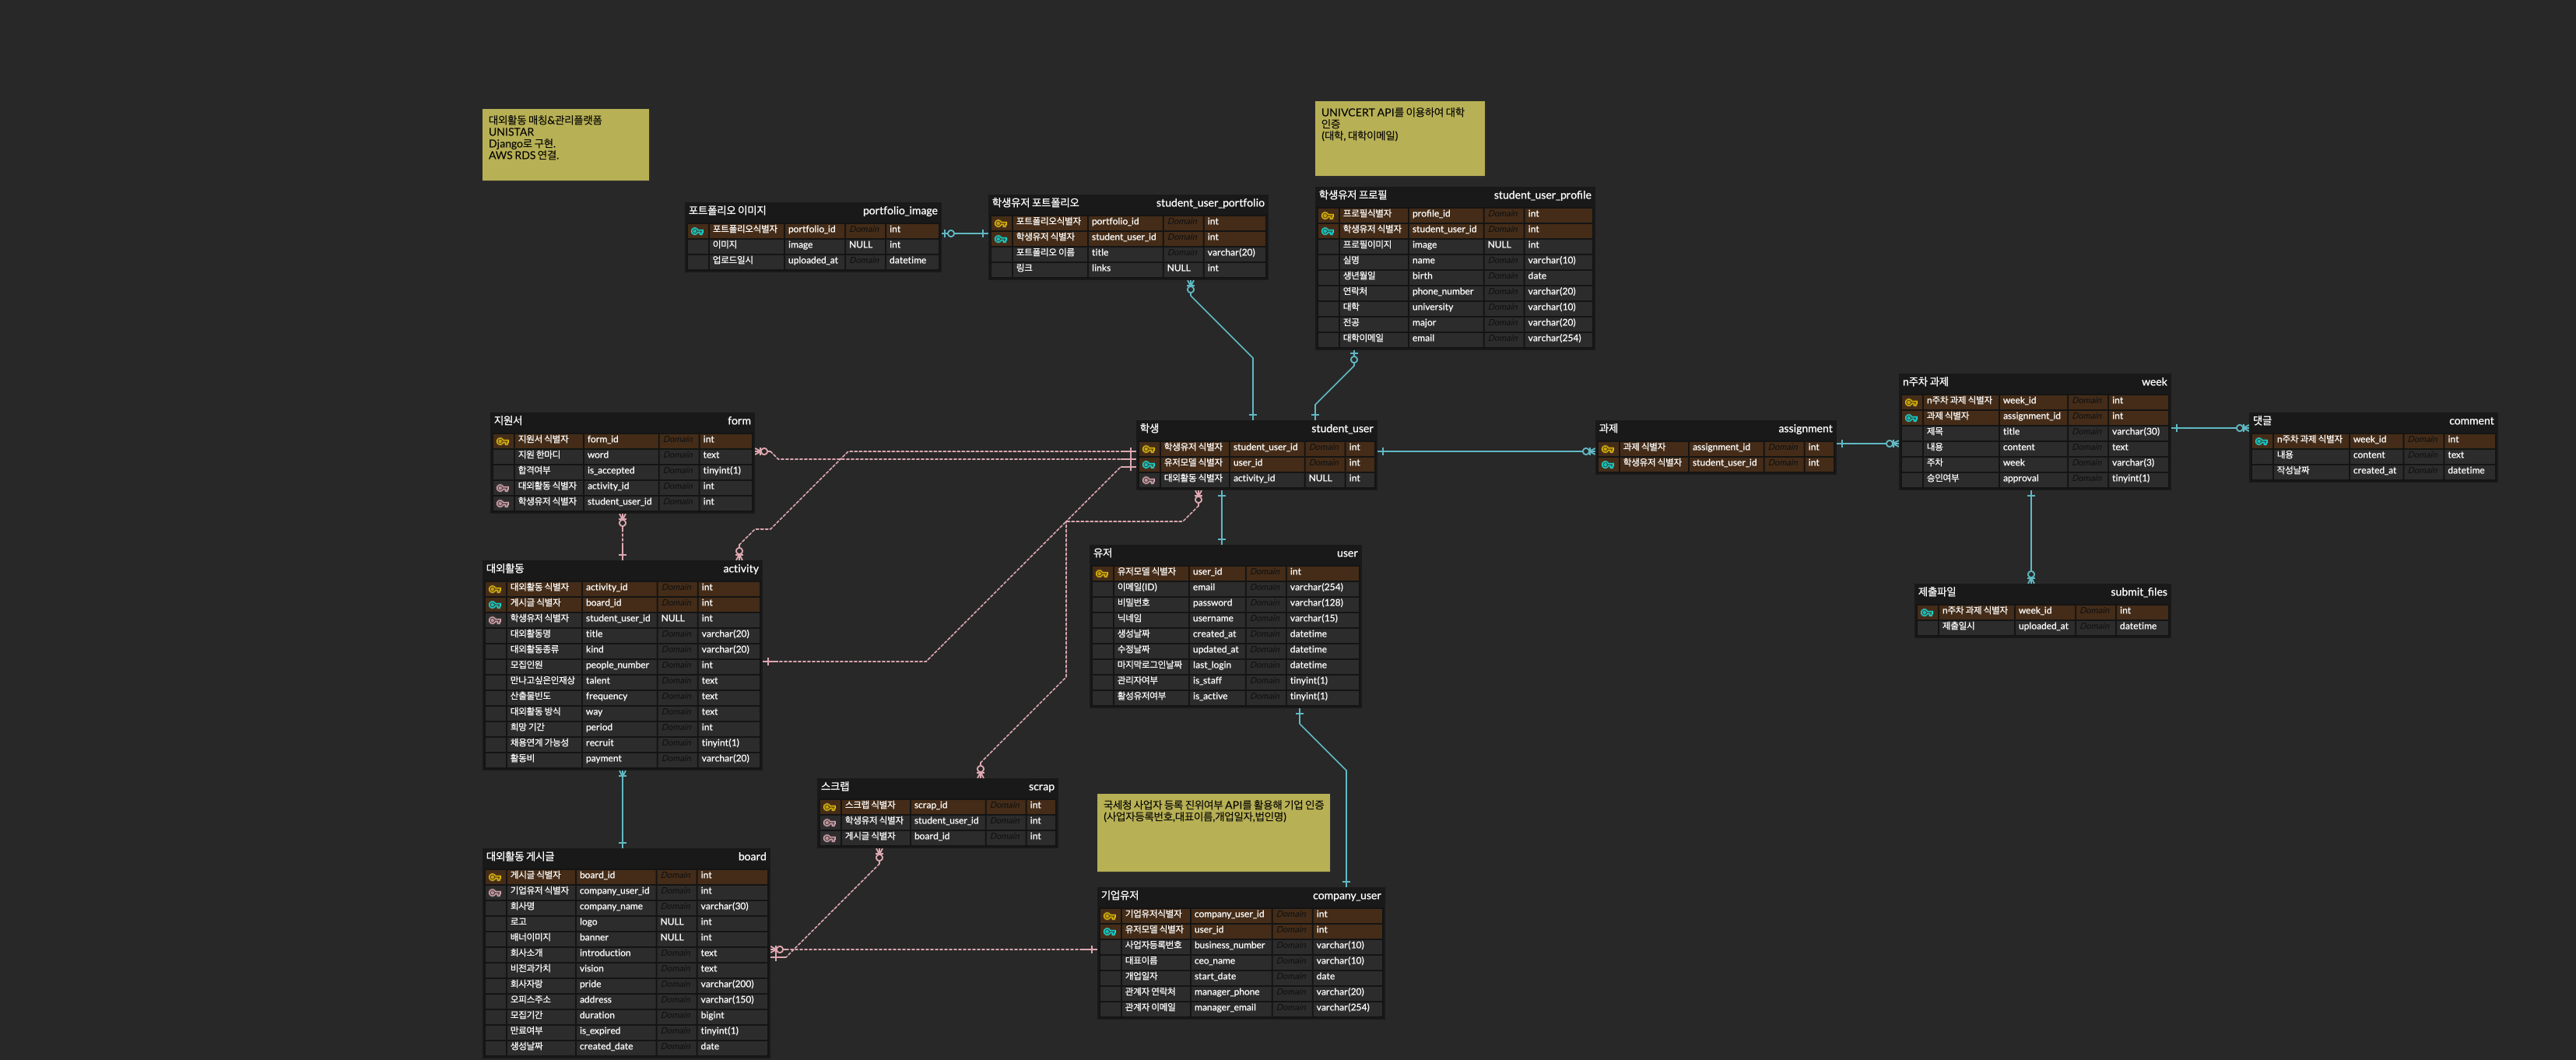 대외활동 매칭&관리플랫폼
UNISTAR
Django로 구현.
AWS RDS 연결.
UNIVCERT API를 이용하여 대학
인증
(대학, 대학이메일)
포트폴리오 이미지 portfolio_image
포트폴리오식별자 portfolio_id Domain int
이미지 image NULL int
업로드일시 uploaded_at Domain datetime
학생유저 포트폴리오 student_user_portfolio
포트폴리오식별자 portfolio_id Domain int
학생유저 식별자 student_user_id Domain int
포트폴리오 이름 title Domain varchar(20)
링크 links NULL int
학생유저 프로필 student_user_profile
프로필식별자 profile_id Domain int
학생유저 식별자 student_user_id Domain int
프로필이미지 image NULL int
실명 name Domain varchar(10)
생년월일 birth Domain date
연락처 phone_number Domain varchar(20)
대학 university Domain varchar(10)
전공 major Domain varchar(20)
대학이메일 email Domain varchar(254)
지원서 form
지원서 식별자 form_id Domain int
지원 한마디 word Domain text
합격여부 is_accepted Domain tinyint(1)
대외활동 식별자 activity_id Domain int
학생유저 식별자 student_user_id Domain int
학생 student_user
학생유저 식별자 student_user_id Domain int
유저모델 식별자 user_id Domain int
대외활동 식별자 activity_id NULL int
과제 assignment
과제 식별자 assignment_id Domain int
학생유저 식별자 student_user_id Domain int
n주차 과제 week
n주차 과제 식별자 week_id Domain int
과제 식별자 assignment_id Domain int
제목 title Domain varchar(30)
내용 content Domain text
주차 week Domain varchar(3)
승인여부 approval Domain tinyint(1)
댓글 comment
n주차 과제 식별자 week_id Domain int
내용 content Domain text
작성날짜 created_at Domain datetime
대외활동 activity
대외활동 식별자 activity_id Domain int
게시글 식별자 board_id Domain int
학생유저 식별자 student_user_id NULL int
대외활동명 title Domain varchar(20)
대외활동종류 kind Domain varchar(20)
모집인원 people_number Domain int
만나고싶은인재상 talent Domain text
산출물빈도 frequency Domain text
대외활동 방식 way Domain text
희망 기간 period Domain int
채용연계 가능성 recruit Domain tinyint(1)
활동비 payment Domain varchar(20)
유저 user
유저모델 식별자 user_id Domain int
이메일(ID) email Domain varchar(254)
비밀번호 password Domain varchar(128)
닉네임 username Domain varchar(15)
생성날짜 created_at Domain datetime
수정날짜 updated_at Domain datetime
마지막로그인날짜 last_login Domain datetime
관리자여부 is_staff Domain tinyint(1)
활성유저여부 is_active Domain tinyint(1)
제출파일 submit_files
n주차 과제 식별자 week_id Domain int
제출일시 uploaded_at Domain datetime
스크랩 scrap
스크랩 식별자 scrap_id Domain int
학생유저 식별자 student_user_id Domain int
게시글 식별자 board_id Domain int
국세청 사업자 등록 진위여부 API를 활용해 기업 인증
(사업자등록번호,대표이름,개업일자,법인명)
대외활동 게시글 board
게시글 식별자 board_id Domain int
기업유저 식별자 company_user_id Domain int
회사명 company_name Domain varchar(30)
로고 logo NULL int
배너이미지 banner NULL int
회사소개 introduction Domain text
비전과가치 vision Domain text
회사자랑 pride Domain varchar(200)
오피스주소 address Domain varchar(150)
모집기간 duration Domain bigint
만료여부 is_expired Domain tinyint(1)
생성날짜 created_date Domain date
기업유저 company_user
기업유저식별자 company_user_id Domain int
유저모델 식별자 user_id Domain int
사업자등록번호 business_number Domain varchar(10)
대표이름 ceo_name Domain varchar(10)
개업일자 start_date Domain date
관계자 연락처 manager_phone Domain varchar(20)
관계자 이메일 manager_email Domain varchar(254)